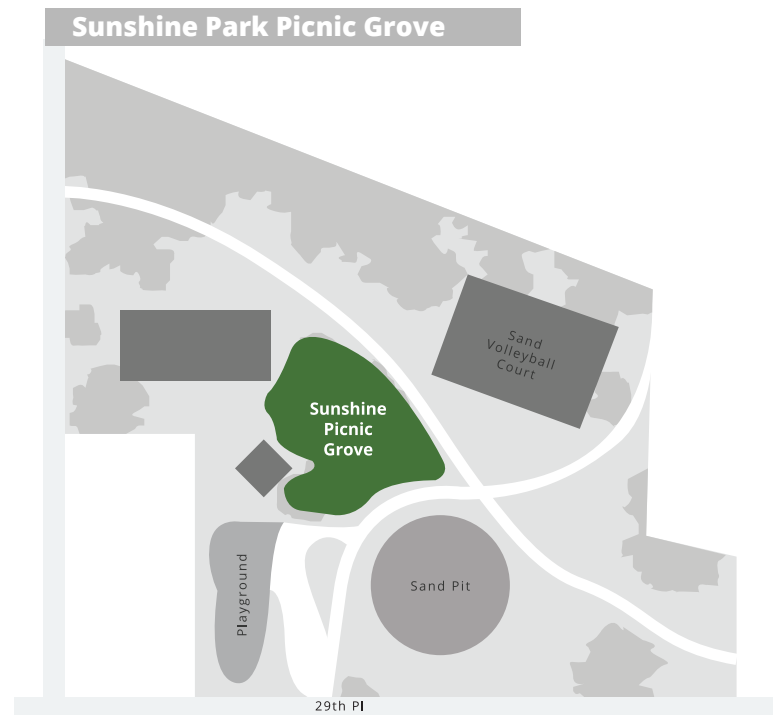 Sunshine Park Picnic Grove
Sand
Volleyball
Court
Sunshine
Picnic
Grove
Playground
Sand Pit
29th Pl